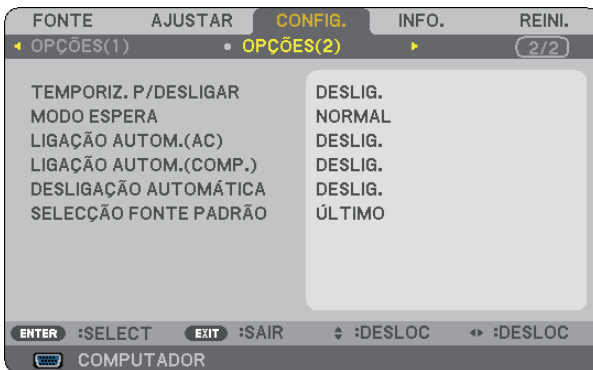 FONTE AJUSTAR CONFIG. INFO. REINI.
OPÇÕES(1) OPÇÕES(2) 2/2
TEMPORIZ. P/DESLIGAR DESLIG.
MODO ESPERA NORMAL
LIGAÇÃO AUTOM.(AC) DESLIG.
LIGAÇÃO AUTOM.(COMP.) DESLIG.
DESLIGAÇÃO AUTOMÁTICA DESLIG.
SELECÇÃO FONTE PADRÃO ÚLTIMO
ENTER :SELECT EXIT :SAIR :DESLOC :DESLOC
COMPUTADOR